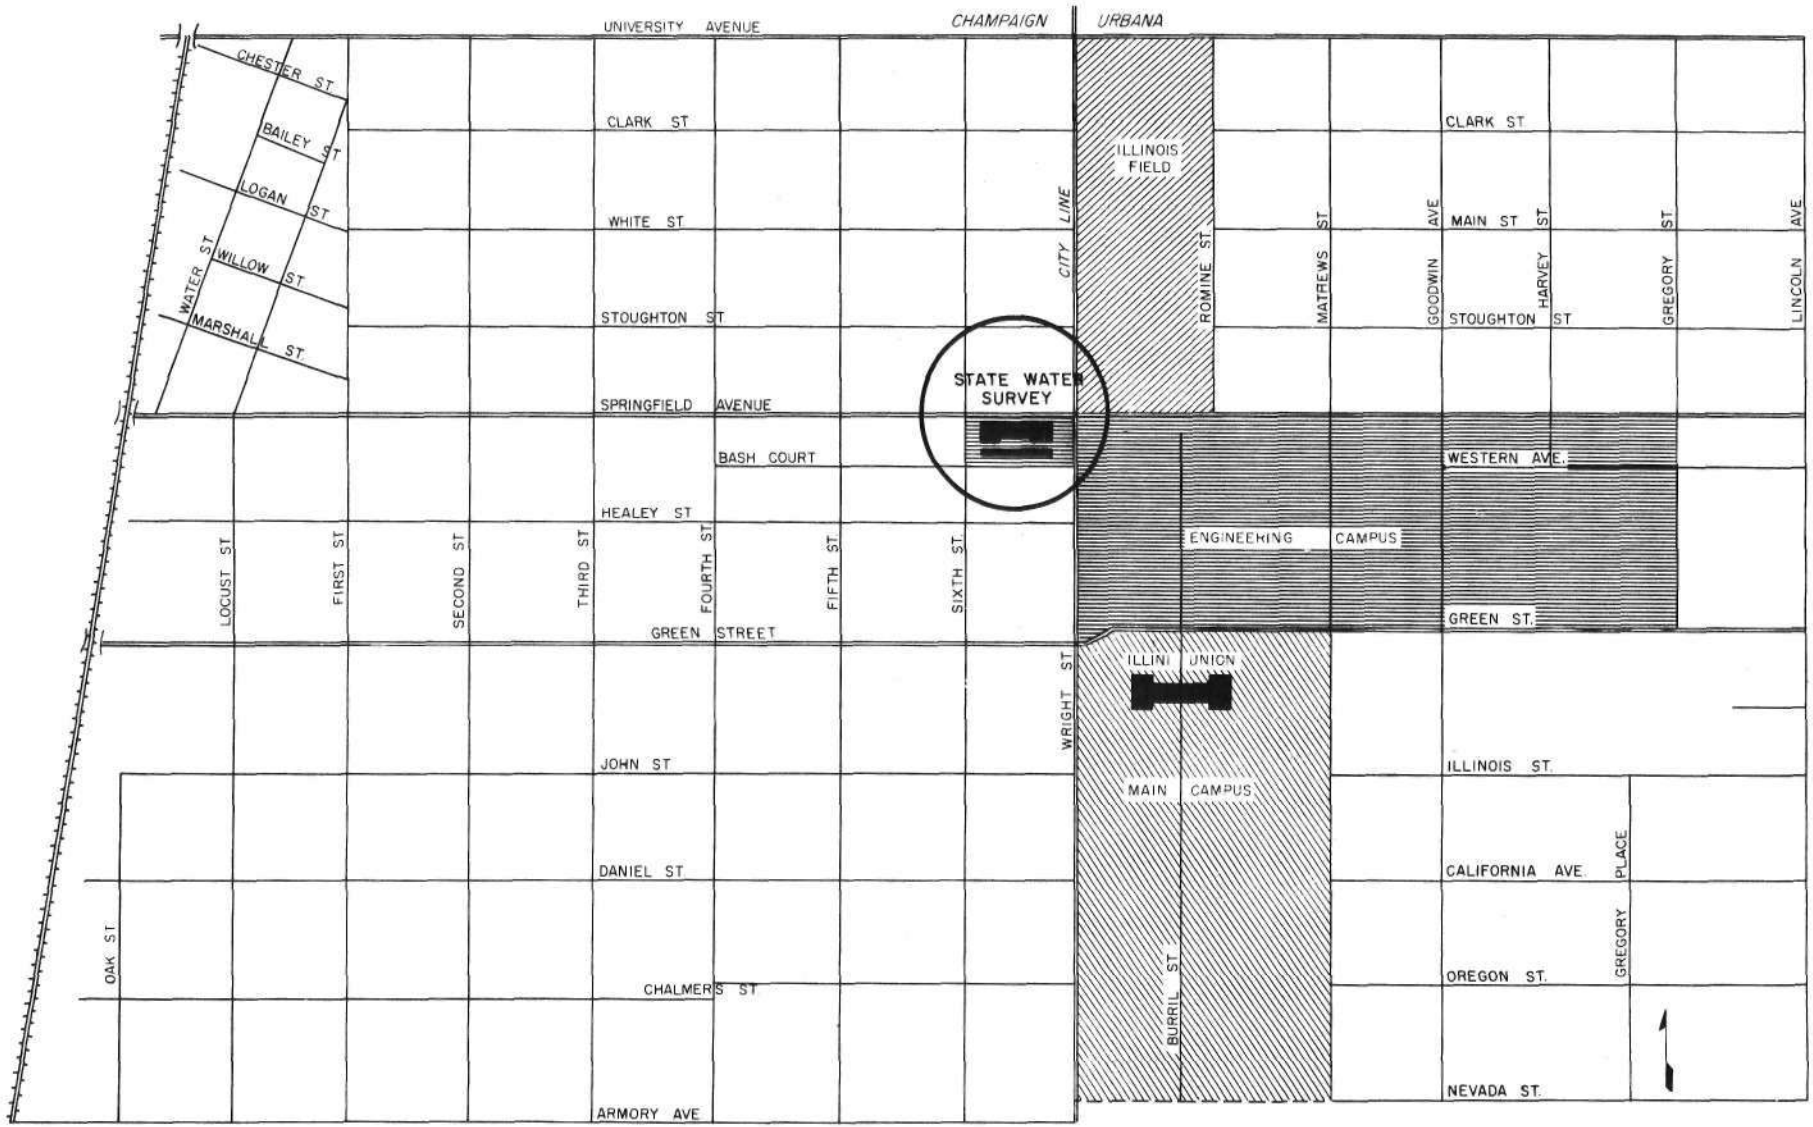 CHAMPAIGN URBANA
UNIVERSITY AVENUE
CHESTER ST
BAILEY ST
LOGAN ST
WATER ST
WILLOW ST
MARSHALL ST.
CLARK ST
CLARK ST
ILLINOIS
FIELD
WHITE ST
CITY LINE
ROMINE ST.
MATREWS ST
GOODWIN AVE
MAIN ST
HARVEY ST
GREGORY ST.
LINCOLN AVE
STOUGHTON ST.
STOUGHTON ST
STATE WATER
SURVEY
SPRINGFIELD AVENUE
BASH COURT
WESTERN AVE.
HEALEY ST
LOCUST ST
FIRST ST
SECOND ST
THIRD ST
FOURTH ST
FIFTH ST.
SIXTH ST.
ENGINEERING CAMPUS
GREEN STREET
GREEN ST.
WRIGHT ST
ILLINI UNION
JOHN ST
ILLINOIS ST.
MAIN CAMPUS
DANIEL ST
CALIFORNIA AVE.
GREGORY PLACE
OAK ST
BURRIL ST
CHALMERS ST
OREGON ST.
NEVADA ST.
ARMORY AVE